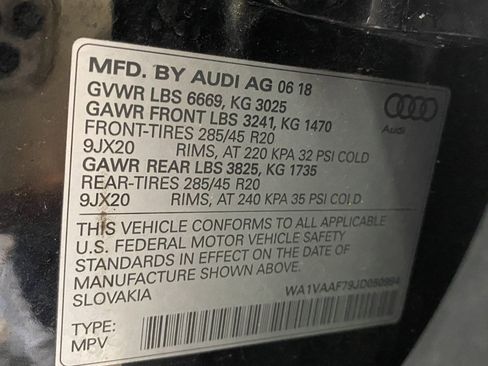 MFD. BY AUDI AG 06 18
GVWR LBS 6669, KG 3025
GAWR FRONT LBS 3241, KG 1470
FRONT-TIRES 285/45 R20
9JX20 RIMS, AT 220 KPA 32 PSI COLD
GAWR REAR LBS 3825, KG 1735
REAR-TIRES 285/45 R20
9JX20 RIMS, AT 240 KPA 35 PSI COLD.
Audi
THIS VEHICLE CONFORMS TO ALL APPLICABLE
U.S. FEDERAL MOTOR VEHICLE SAFETY
STANDARDS IN EFFECT ON THE DATE OF
MANUFACTURE SHOWN ABOVE.
SLOVAKIA
WA1VAAF79JD050994
TYPE:
MPV